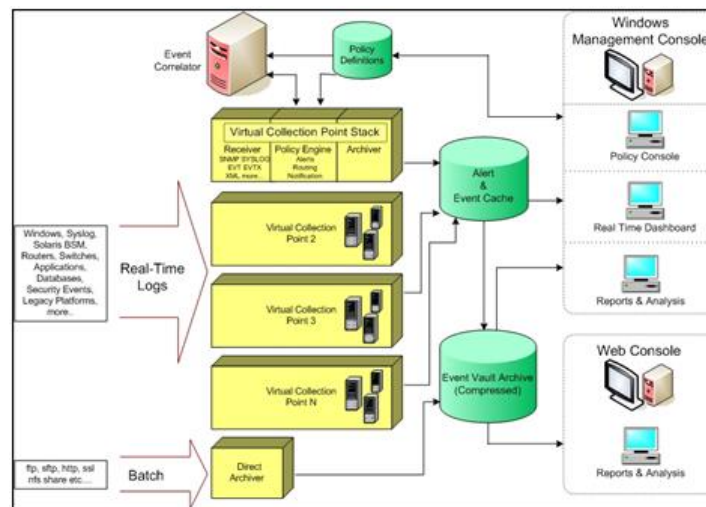 Event
Correlator
Policy
Definitions
Windows
Management Console
Policy Console
Real Time Dashboard
Reports & Analysis
Virtual Collection Point Stack
Receiver
SNMP SYSLOG
EVT EVTX
XML more..
Policy Engine
Alerts
Routing
Notification
Archiver
Alert
&
Event Cache
Virtual Collection
Point 2
Virtual Collection
Point 3
Virtual Collection
Point N
Windows, Syslog,
Solaris BSM,
Routers, Switches,
Applications,
Databases,
Security Events,
Legacy Platforms,
more..
Real-Time
Logs
Event Vault Archive
(Compressed)
Web Console
Reports & Analysis
ftp, sftp, http, ssl
nfs share etc....
Batch
Direct
Archiver